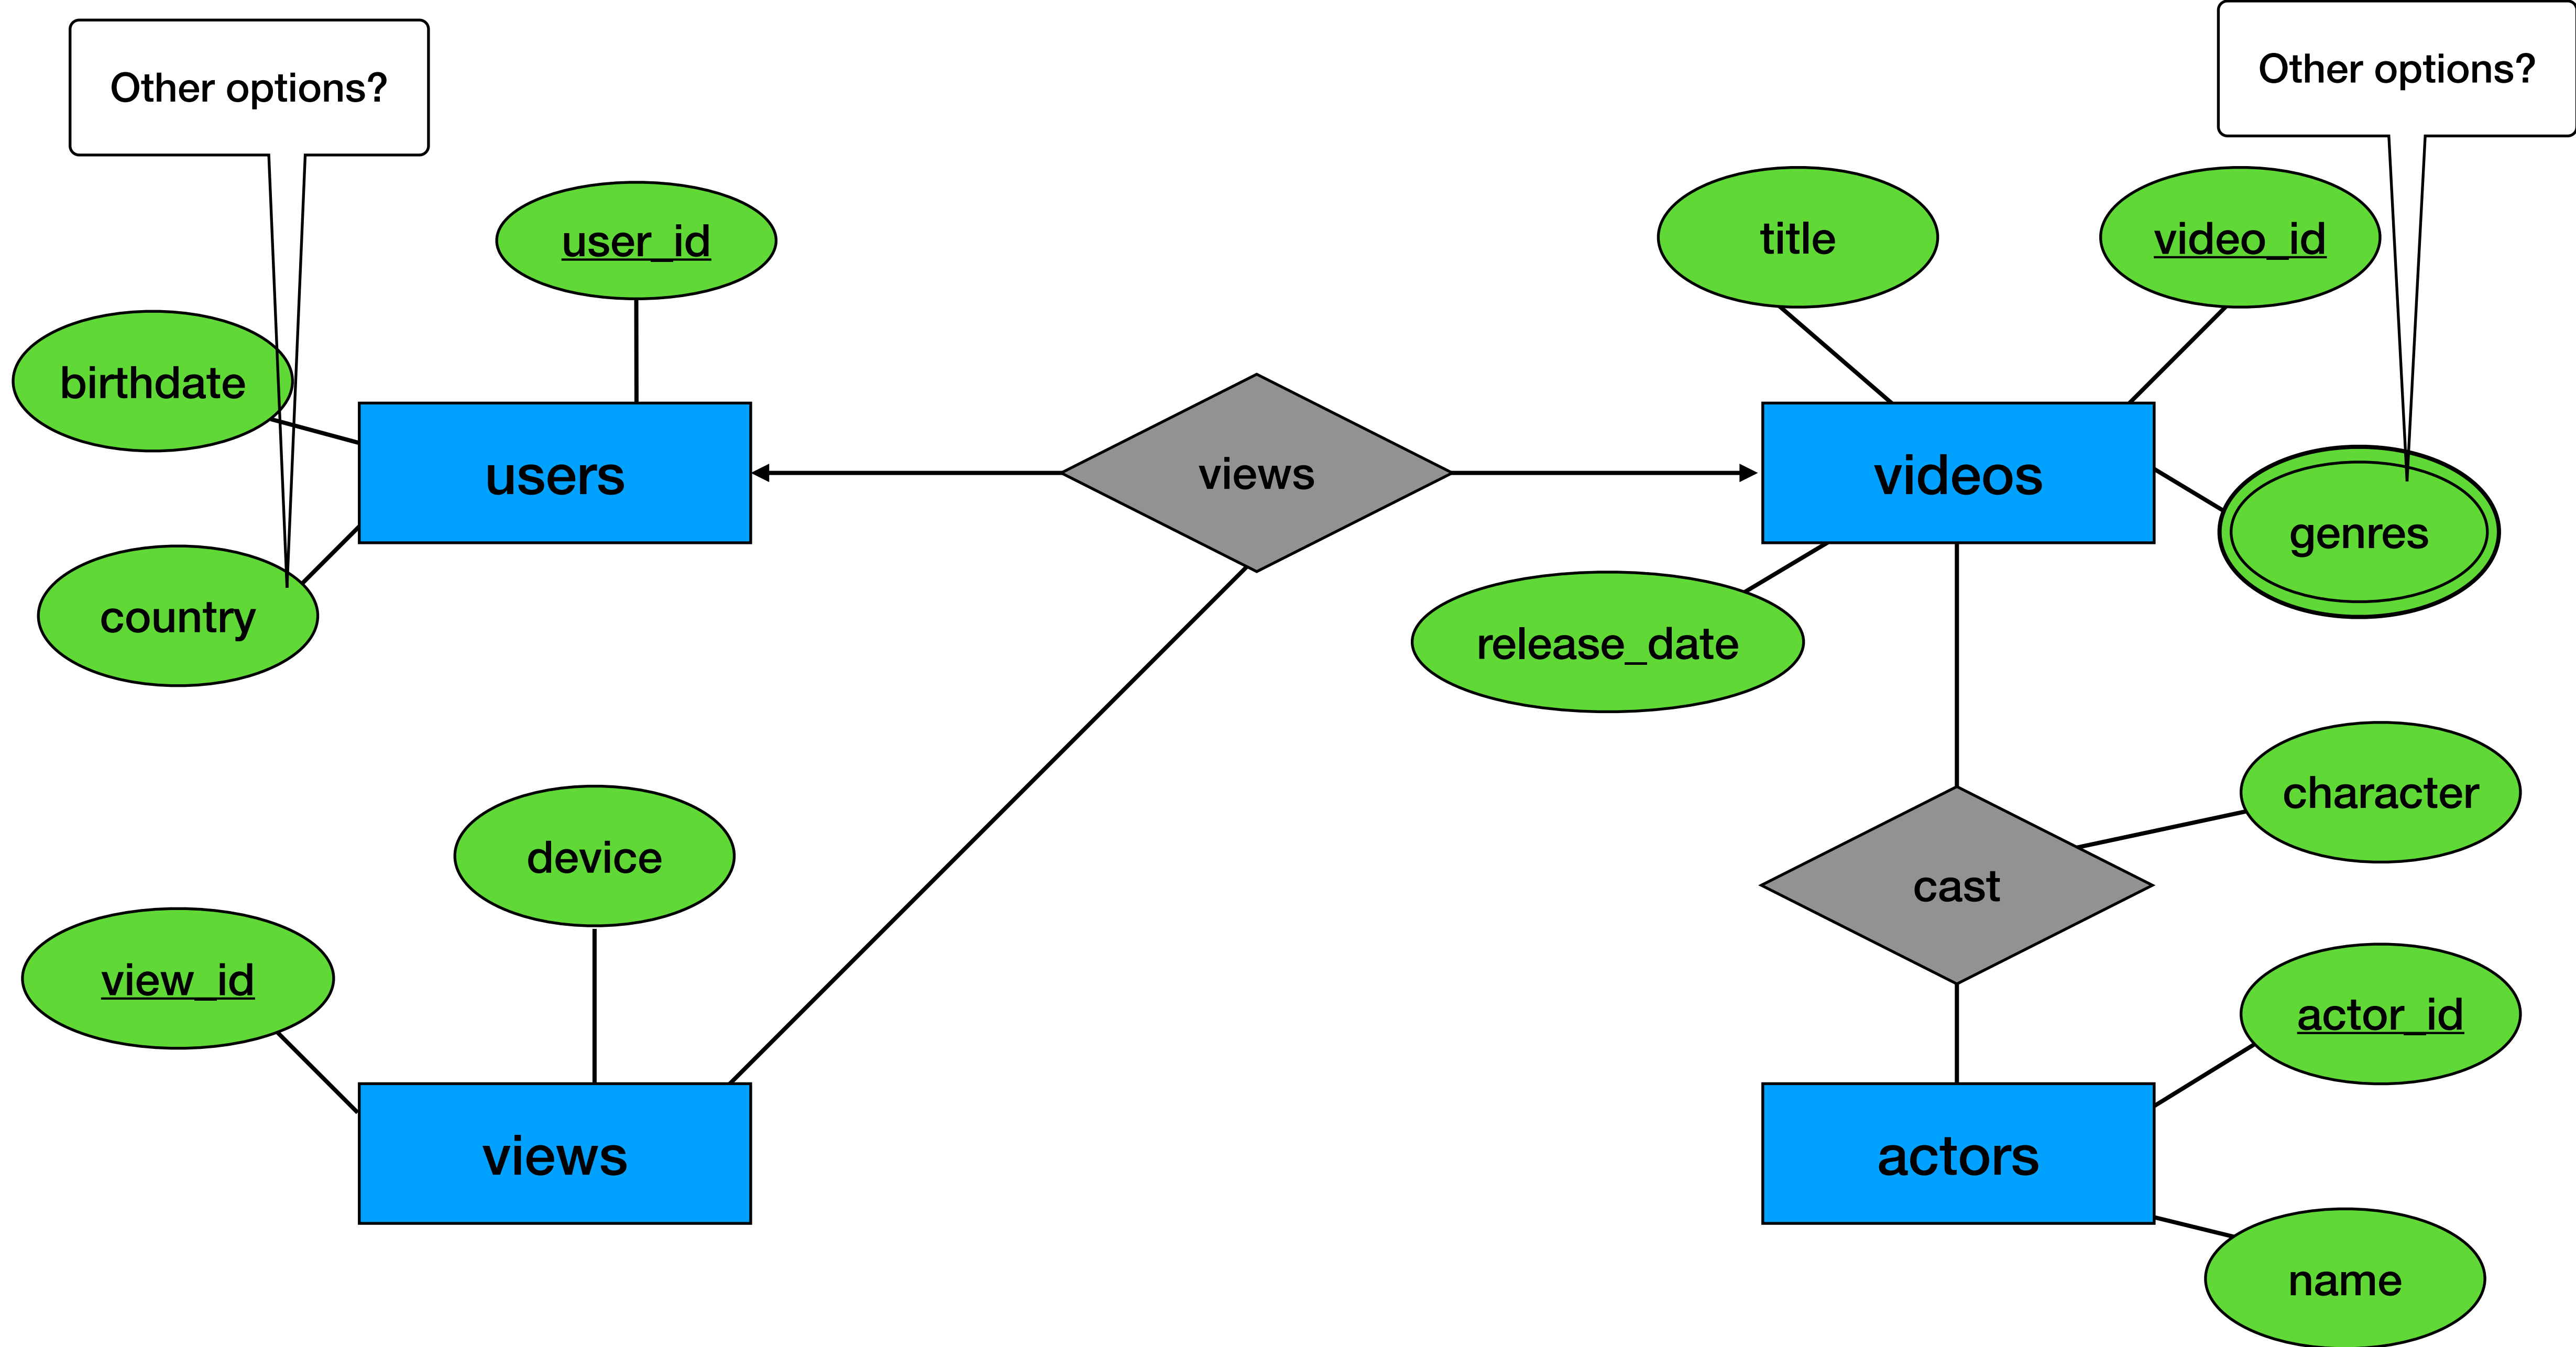 Other options?
Other options?
user_id
title
video_id
birthdate
users
views
videos
genres
country
release_date
character
device
cast
view_id
actor_id
views
actors
name